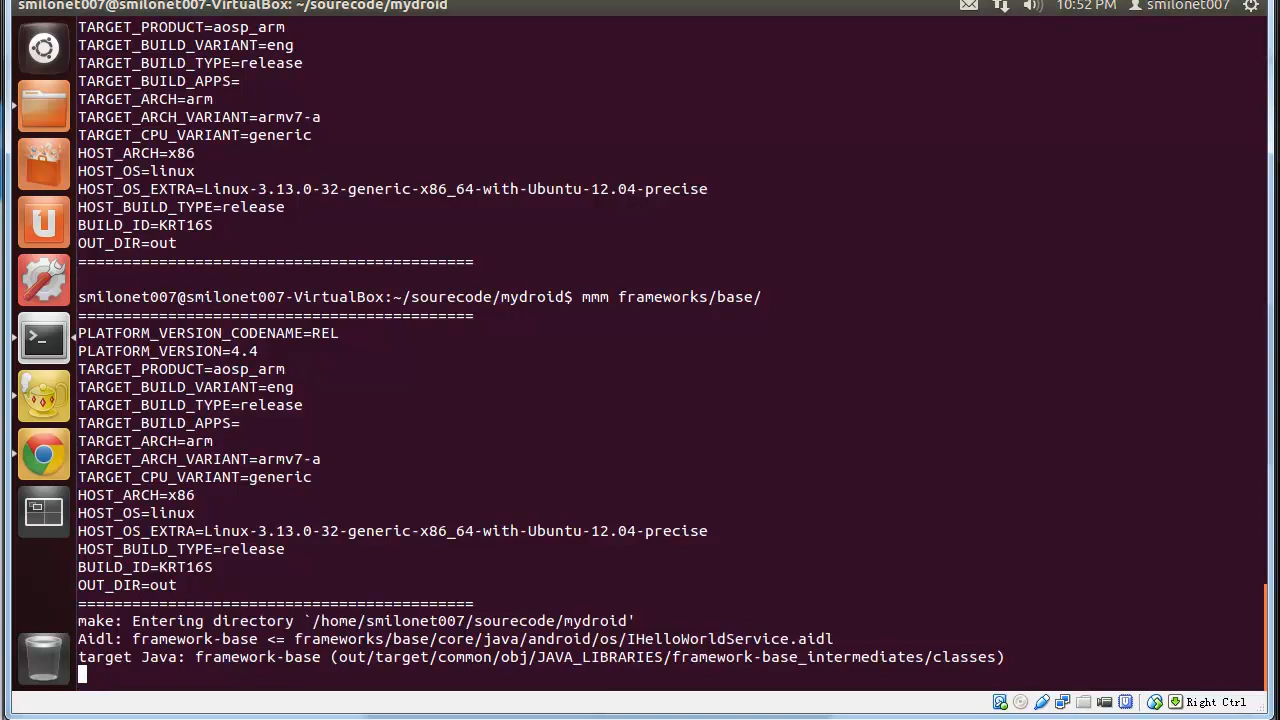 smilonet007@smilonet007-VirtualBox: ~/sourecode/mydroid
10:52 PM smilonet007
TARGET_PRODUCT=aosp_arm
TARGET_BUILD_VARIANT=eng
TARGET_BUILD_TYPE=release
TARGET_BUILD_APPS=
TARGET_ARCH=arm
TARGET_ARCH_VARIANT=armv7-a
TARGET_CPU_VARIANT=generic
HOST_ARCH=x86
HOST_OS=linux
HOST_OS_EXTRA=Linux-3.13.0-32-generic-x86_64-with-Ubuntu-12.04-precise
HOST_BUILD_TYPE=release
BUILD_ID=KRT16S
OUT_DIR=out
============================================
smilonet007@smilonet007-VirtualBox:~/sourecode/mydroid$ mmm frameworks/base/
============================================
PLATFORM_VERSION_CODENAME=REL
PLATFORM_VERSION=4.4
TARGET_PRODUCT=aosp_arm
TARGET_BUILD_VARIANT=eng
TARGET_BUILD_TYPE=release
TARGET_BUILD_APPS=
TARGET_ARCH=arm
TARGET_ARCH_VARIANT=armv7-a
TARGET_CPU_VARIANT=generic
HOST_ARCH=x86
HOST_OS=linux
HOST_OS_EXTRA=Linux-3.13.0-32-generic-x86_64-with-Ubuntu-12.04-precise
HOST_BUILD_TYPE=release
BUILD_ID=KRT16S
OUT_DIR=out
============================================
make: Entering directory `/home/smilonet007/sourecode/mydroid'
Aidl: framework-base <= frameworks/base/core/java/android/os/IHelloWorldService.aidl
target Java: framework-base (out/target/common/obj/JAVA_LIBRARIES/framework-base_intermediates/classes)
Right Ctrl